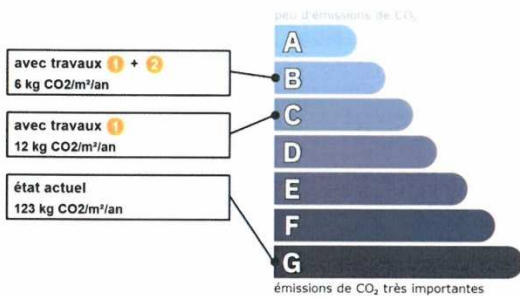 peu d'émissions de CO₂
A
avec travaux 1 + 2
6 kg CO2/m²/an
B
avec travaux 1
12 kg CO2/m²/an
C
D
état actuel
123 kg CO2/m²/an
E
F
G
émissions de CO₂ très importantes